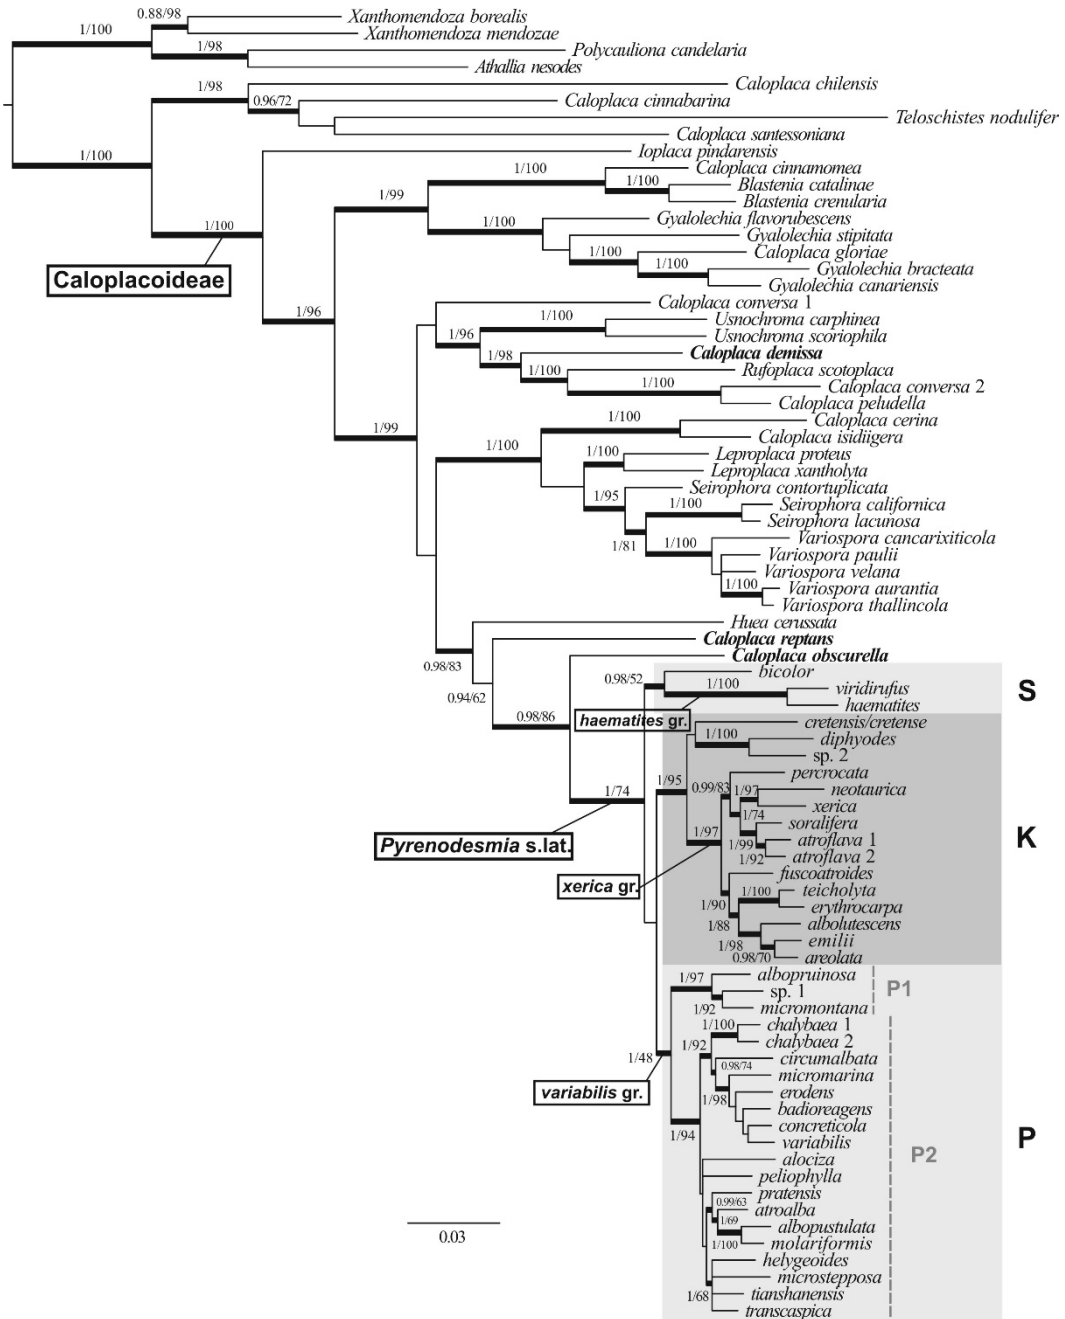 0.88/98
Xanthomendoza borealis
1/100
Xanthomendoza mendozae
1/98
Polycauliona candelaria
Athallia nesodes
1/98
Caloplaca chilensis
0.96/72
Caloplaca cinnabarina
Teloschistes nodulifer
Caloplaca santessoniana
1/100
Ioplaca pindarensis
1/100
Caloplaca cinnamomea
1/100
Blastenia catalinae
1/99
Blastenia crenularia
1/100
Gyalolechia flavorubescens
1/100
Gyalolechia stipitata
1/100
Caloplaca gloriae
1/100
Gyalolechia bracteata
Caloplacoideae
Gyalolechia canariensis
1/96
Caloplaca conversa 1
1/100
Usnochroma carphinea
1/96
Usnochroma scoriophila
1/98
Caloplaca demissa
1/100
Rufoplaca scotoplaca
1/100
Caloplaca conversa 2
Caloplaca peludella
1/99
1/100
Caloplaca cerina
Caloplaca isidiigera
1/100
1/100
Leproplaca proteus
Leproplaca xantholyta
1/95
Seirophora contortuplicata
1/100
Seirophora californica
Seirophora lacunosa
1/81
1/100
Variospora cancarixiticola
Variospora paulii
Variospora velana
1/100
Variospora aurantia
Variospora thallincola
Huea cerussata
Caloplaca reptans
0.98/83
Caloplaca obscurella
0.94/62
0.98/52
bicolor
1/100
viridirufus
S
haematites
0.98/86
haematites gr.
cretensis/cretense
1/100
diphyodes
sp. 2
1/95
percrocata
0.99/83
1/97
neotaurica
1/74
xerica
1/74
soralifera
1/97
1/99
atroflava 1
K
Pyrenodesmia s.lat.
1/92
atroflava 2
fuscoatroides
xerica gr.
1/100
teicholyta
1/90
erythrocarpa
1/88
albolutescens
1/98
emilii
0.98/70
areolata
1/97
albopruinosa
sp. 1
P1
1/92
micromontana
1/100
chalybaea 1
1/92
chalybaea 2
1/48
circumalbata
0.98/74
micromarina
variabilis gr.
1/98
erodens
badioreagens
concreticola
1/94
variabilis
P
alociza
P2
peliophylla
pratensis
0.99/63
atroalba
1/69
albopustulata
1/100
molariformis
helygeoides
microstepposa
1/68
tianshanensis
transcaspica
0.03